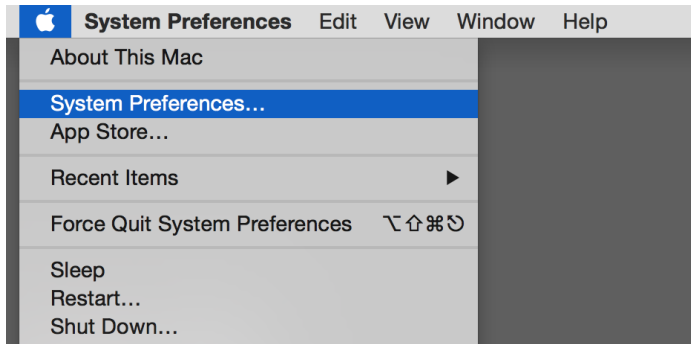 System Preferences Edit View Window Help
About This Mac
System Preferences...
App Store...
Recent Items ▶
Force Quit System Preferences ⌥⇧⌘⎋
Sleep
Restart...
Shut Down...